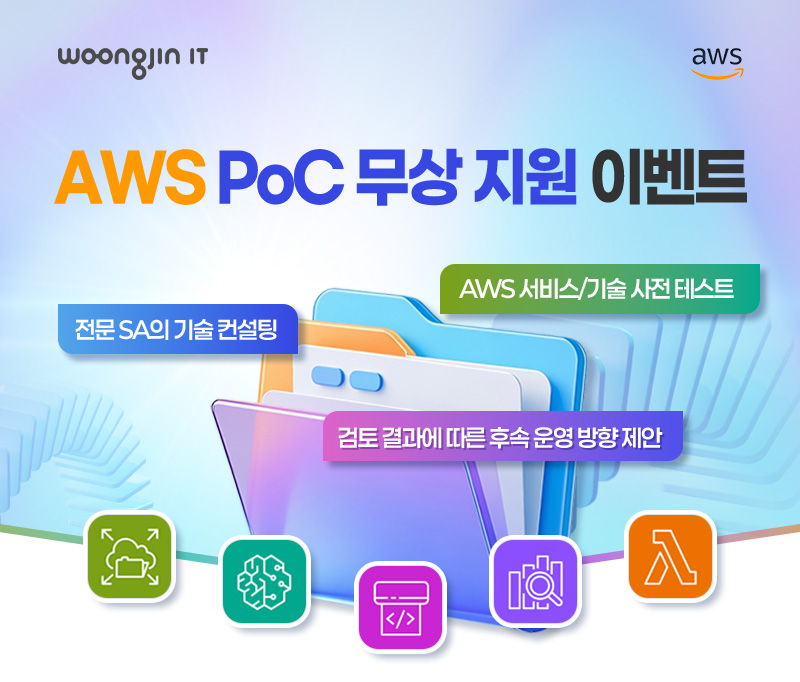 woongjin IT
aws
AWS PoC 무상 지원 이벤트
AWS 서비스/기술 사전 테스트
전문 SA의 기술 컨설팅
검토 결과에 따른 후속 운영 방향 제안
</>